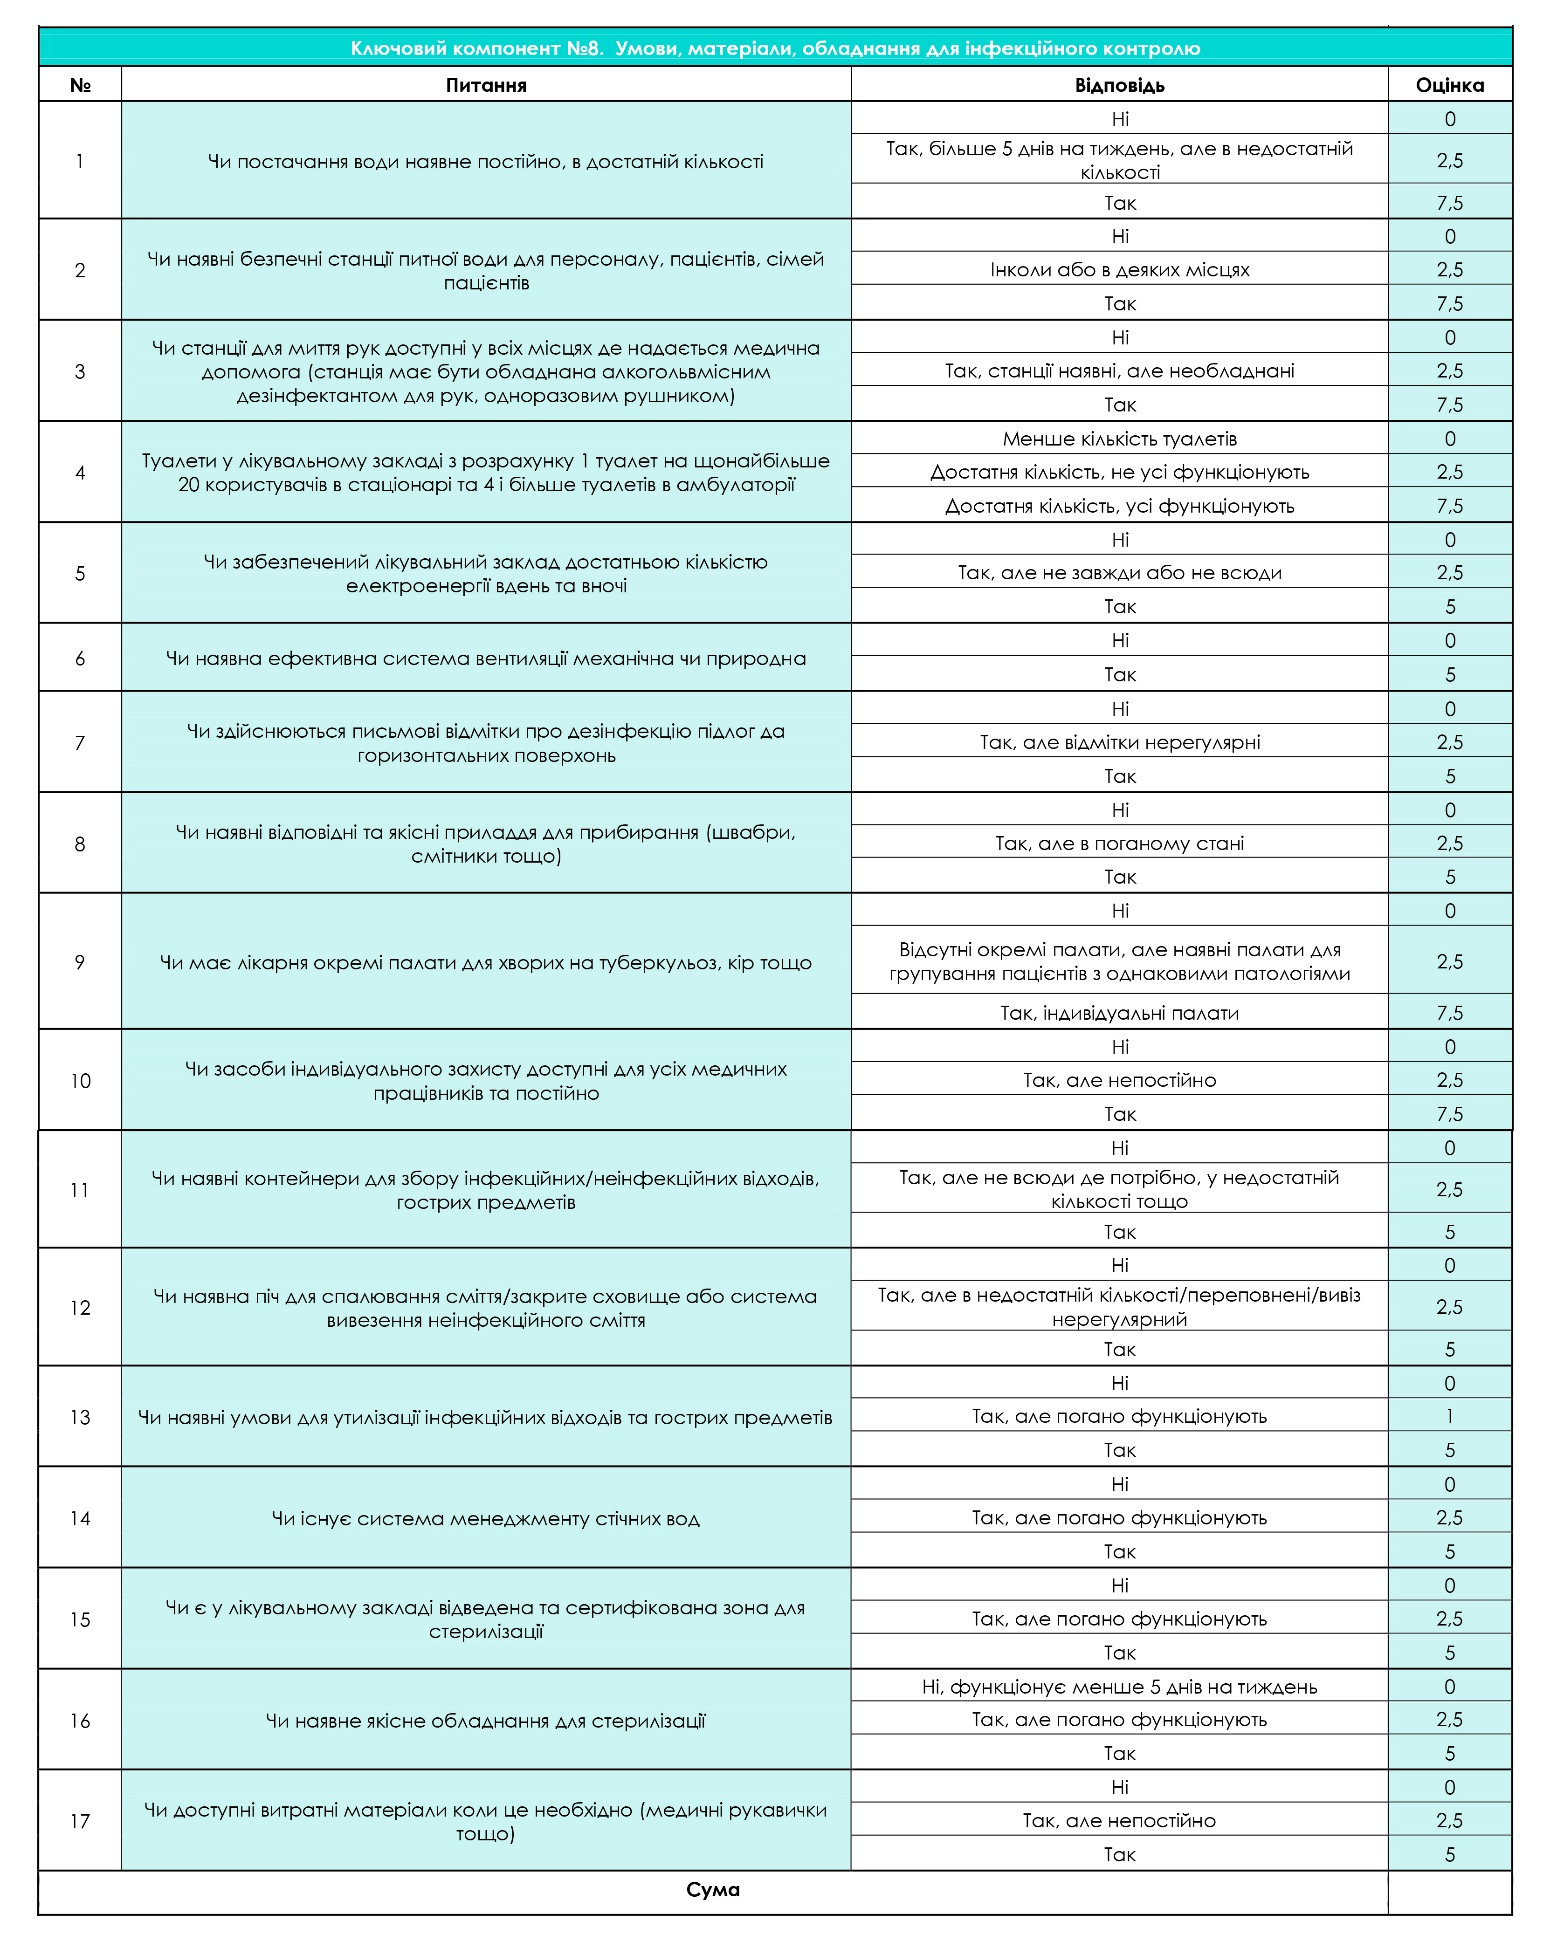 Ключовий компонент №8. Умови, матеріали, обладнання для інфекційного контролю
№ Питання Відповідь Оцінка
1 Чи постачання води наявне постійно, в достатній кількості
Ні 0
Так, більше 5 днів на тиждень, але в недостатній
кількості
2,5
Так 7,5
2
Чи наявні безпечні станції питної води для персоналу, пацієнтів, сімей
пацієнтів
Ні 0
Інколи або в деяких місцях 2,5
Так 7,5
3
Чи станції для миття рук доступні у всіх місцях де надається медична
допомога (станція має бути обладнана алкогольвмісним
дезінфектантом для рук, одноразовим рушником)
Ні 0
Так, станції наявні, але необладнані 2,5
Так 7,5
4
Туалети у лікувальному закладі з розрахунку 1 туалет на щонайбільше
20 користувачів в стаціонарі та 4 і більше туалетів в амбулаторії
Менше кількість туалетів 0
Достатня кількість, не усі функціонують 2,5
Достатня кількість, усі функціонують 7,5
5
Чи забезпечений лікувальний заклад достатньою кількістю
електроенергії вдень та вночі
Ні 0
Так, але не завжди або не всюди 2,5
Так 5
6 Чи наявна ефективна система вентиляції механічна чи природна
Ні 0
Так 5
7
Чи здійснюються письмові відмітки про дезінфекцію підлог да
горизонтальних поверхонь
Ні 0
Так, але відмітки нерегулярні 2,5
Так 5
8
Чи наявні відповідні та якісні приладдя для прибирання (швабри,
смітники тощо)
Ні 0
Так, але в поганому стані 2,5
Так 5
9 Чи має лікарня окремі палати для хворих на туберкульоз, кір тощо
Ні 0
Відсутні окремі палати, але наявні палати для
групування пацієнтів з однаковими патологіями
2,5
Так, індивідуальні палати 7,5
10
Чи засоби індивідуального захисту доступні для усіх медичних
працівників та постійно
Ні 0
Так, але непостійно 2,5
Так 7,5
11
Чи наявні контейнери для збору інфекційних/неінфекційних відходів,
гострих предметів
Ні 0
Так, але не всюди де потрібно, у недостатній
кількості тощо
2,5
Так 5
12
Чи наявна піч для спалювання сміття/закрите сховище або система
вивезення неінфекційного сміття
Ні 0
Так, але в недостатній кількості/переповнені/вивіз
нерегулярний
2,5
Так 5
13 Чи наявні умови для утилізації інфекційних відходів та гострих предметів
Ні 0
Так, але погано функціонують 1
Так 5
14 Чи існує система менеджменту стічних вод
Ні 0
Так, але погано функціонують 2,5
Так 5
15
Чи є у лікувальному закладі відведена та сертифікована зона для
стерилізації
Ні 0
Так, але погано функціонують 2,5
Так 5
16 Чи наявне якісне обладнання для стерилізації
Ні, функціонує менше 5 днів на тиждень 0
Так, але погано функціонують 2,5
Так 5
17
Чи доступні витратні матеріали коли це необхідно (медичні рукавички
тощо)
Ні 0
Так, але непостійно 2,5
Так 5
Сума